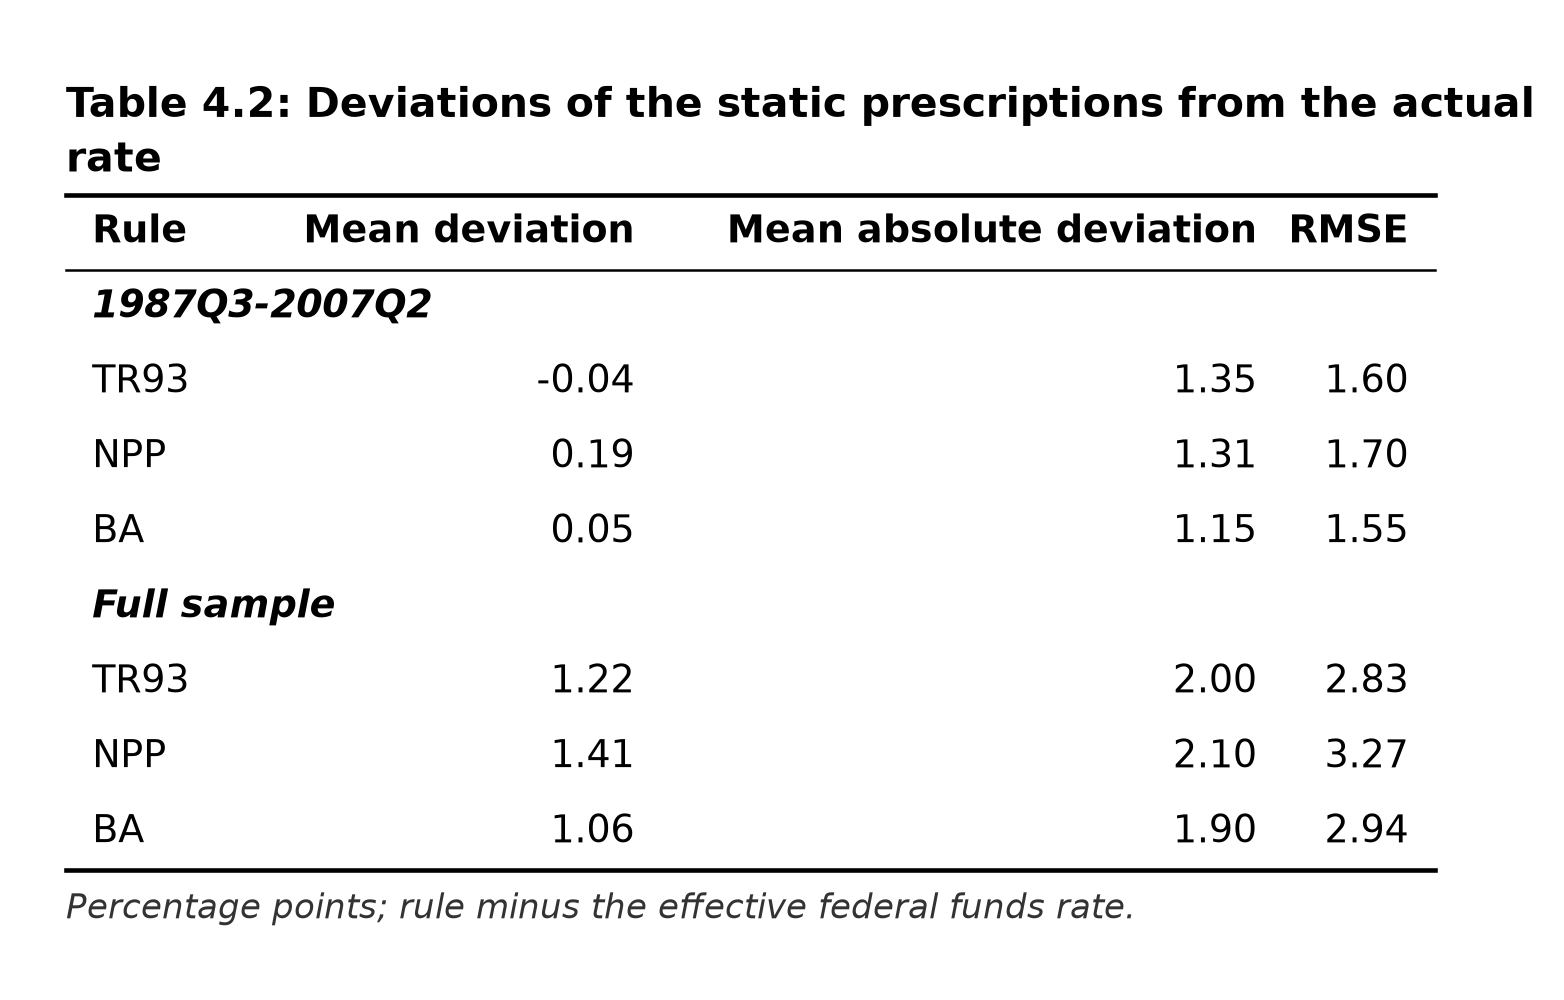 Table 4.2: Deviations of the static prescriptions from the actual
rate
Rule Mean deviation Mean absolute deviation RMSE
1987Q3-2007Q2
TR93 -0.04 1.35 1.60
NPP 0.19 1.31 1.70
BA 0.05 1.15 1.55
Full sample
TR93 1.22 2.00 2.83
NPP 1.41 2.10 3.27
BA 1.06 1.90 2.94
Percentage points; rule minus the effective federal funds rate.